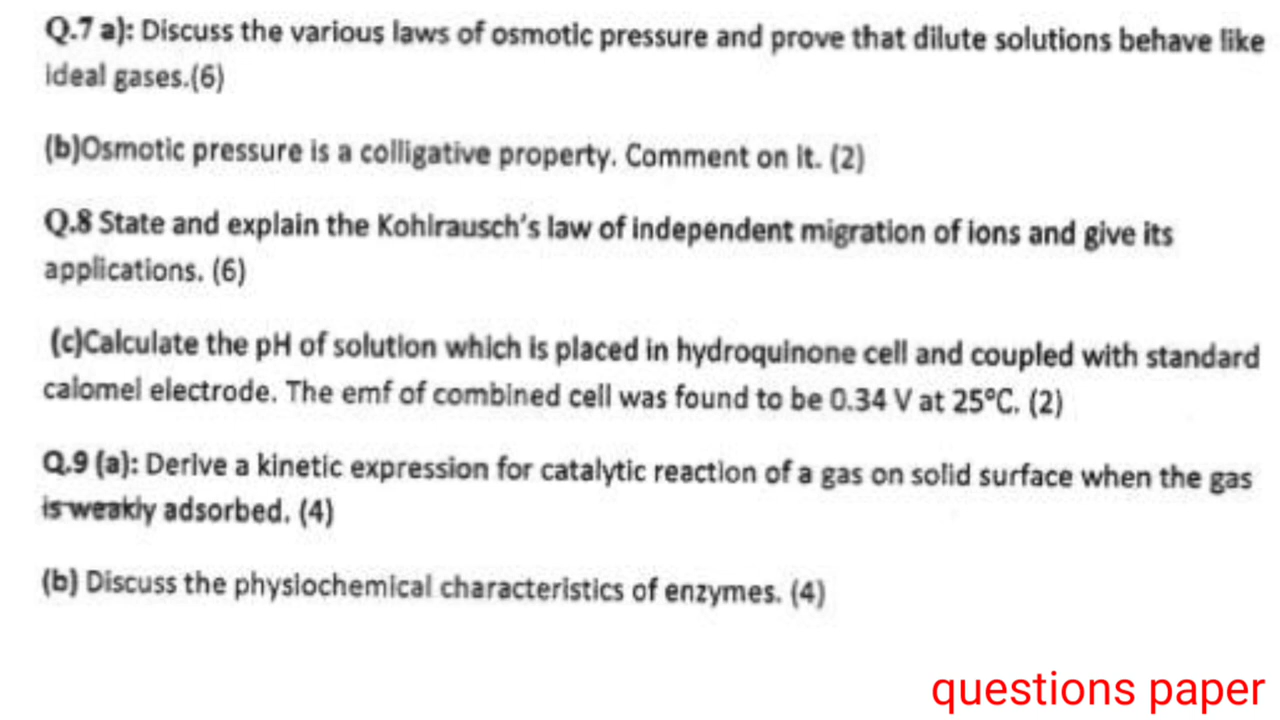 Q.7 a): Discuss the various laws of osmotic pressure and prove that dilute solutions behave like
ideal gases.(6)
(b)Osmotic pressure is a colligative property. Comment on it. (2)
Q.8 State and explain the Kohlrausch's law of independent migration of ions and give its
applications. (6)
(c)Calculate the pH of solution which is placed in hydroquinone cell and coupled with standard
calomel electrode. The emf of combined cell was found to be 0.34 V at 25°C. (2)
Q.9 (a): Derive a kinetic expression for catalytic reaction of a gas on solid surface when the gas
is weakly adsorbed. (4)
(b) Discuss the physiochemical characteristics of enzymes. (4)
questions paper